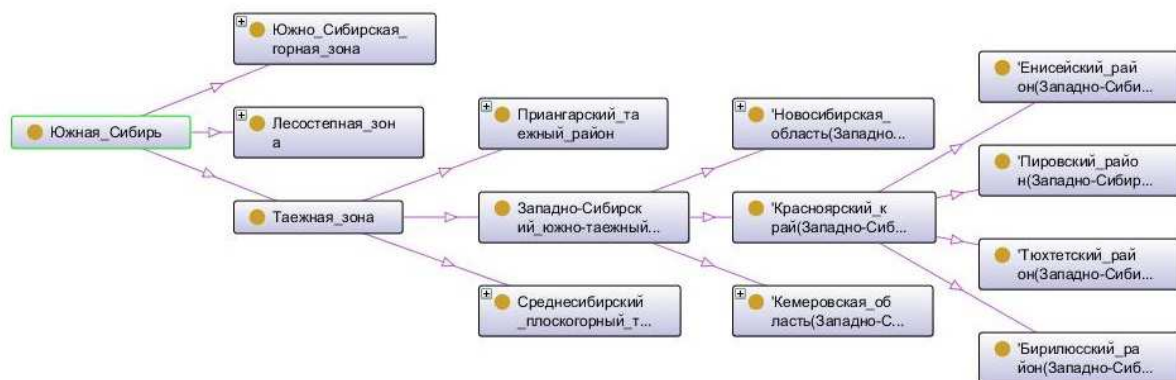 Южная_Сибирь
Южно_Сибирская_
горная_зона
Лесостепная_зон
а
Таежная_зона
Приангарский_та
ежный_район
Западно-Сибирск
ий_южно-таежный...
Среднесибирский
_плоскогорный_т...
'Новосибирская_
область(Западно...
'Красноярский_к
рай(Западно-Сиб...
'Кемеровская_об
ласть(Западно-С...
'Енисейский_рай
он(Западно-Сиби...
'Пировский_райо
н(Западно-Сибир...
'Тюхтетский_рай
он(Западно-Сиби...
'Бирилюсский_ра
йон(Западно-Сиб...